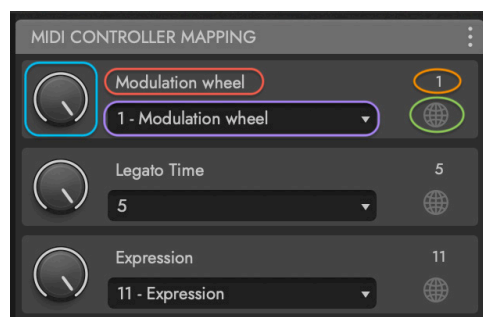 MIDI CONTROLLER MAPPING
Modulation wheel 1
1 - Modulation wheel
Legato Time 5
5
Expression 11
11 - Expression